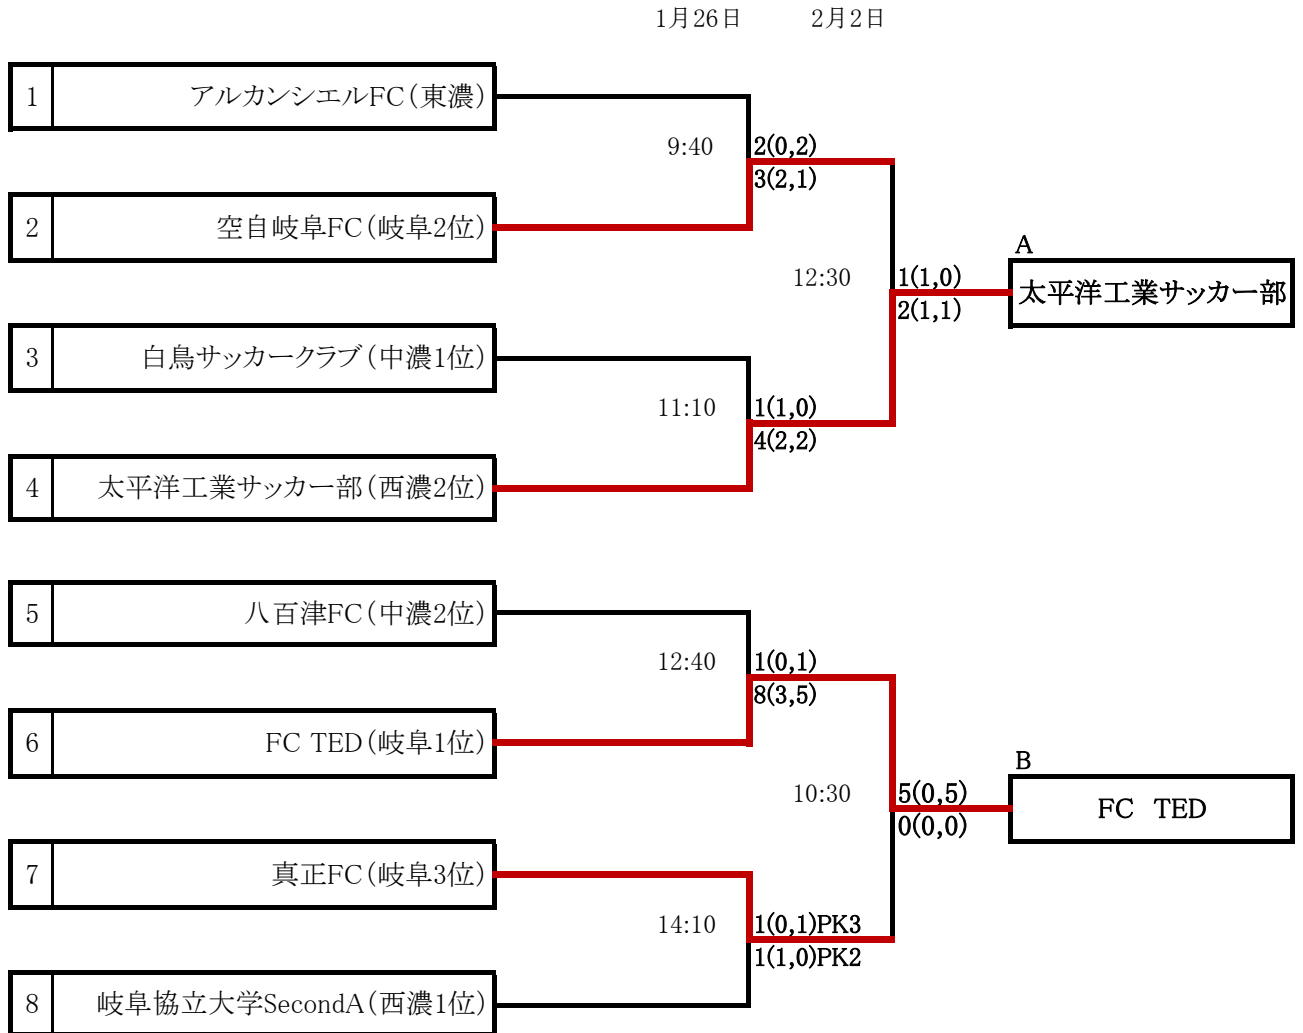 1月26日 2月2日
1 アルカンシエルFC(東濃)
9:40 2(0,2)
3(2,1)
2 空自岐阜FC(岐阜2位)
A
12:30 1(1,0) 太平洋工業サッカー部
2(1,1)
3 白鳥サッカークラブ(中濃1位)
11:10 1(1,0)
4(2,2)
4 太平洋工業サッカー部(西濃2位)
5 八百津FC(中濃2位)
12:40 1(0,1)
8(3,5)
6 FC TED(岐阜1位)
B
10:30 5(0,5) FC TED
0(0,0)
7 真正FC(岐阜3位)
14:10 1(0,1)PK3
1(1,0)PK2
8 岐阜協立大学SecondA(西濃1位)